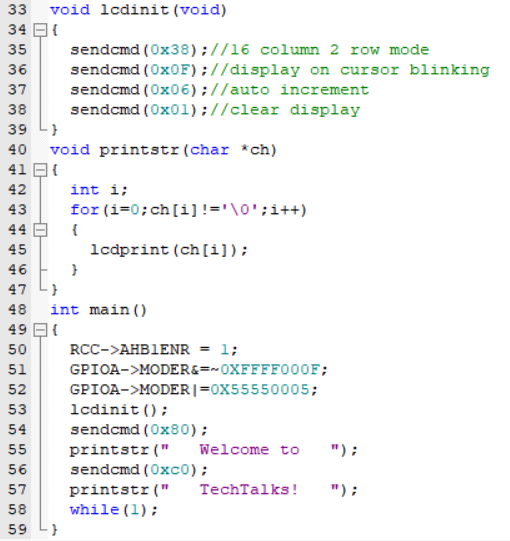 33 void lcdinit(void)
34 {
35   sendcmd(0x38);//16 column 2 row mode
36   sendcmd(0x0F);//display on cursor blinking
37   sendcmd(0x06);//auto increment
38   sendcmd(0x01);//clear display
39 }
40 void printstr(char *ch)
41 {
42   int i;
43   for(i=0;ch[i]!='\0';i++)
44   {
45     lcdprint(ch[i]);
46   }
47 }
48 int main()
49 {
50   RCC->AHB1ENR = 1;
51   GPIOA->MODER&=~0XFFFF000F;
52   GPIOA->MODER|=0X55550005;
53   lcdinit();
54   sendcmd(0x80);
55   printstr("   Welcome to   ");
56   sendcmd(0xc0);
57   printstr("   TechTalks!   ");
58   while(1);
59 }